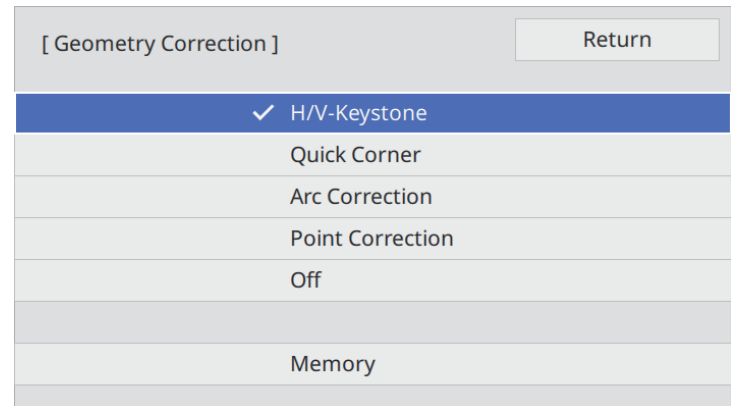 [ Geometry Correction ]
Return
H/V-Keystone
Quick Corner
Arc Correction
Point Correction
Off
Memory